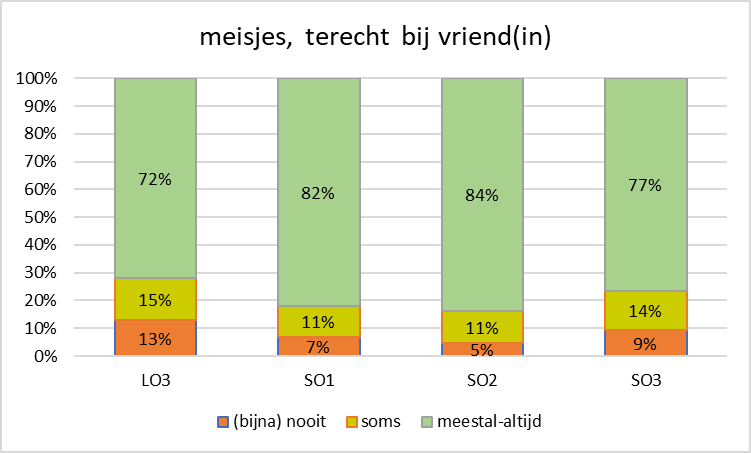 meisjes, terecht bij vriend(in)
100%
90%
80%
70%
60%
50%
40%
30%
20%
10%
0%
72% 82% 84% 77%
15% 11% 11% 14%
13% 7% 5% 9%
LO3 SO1 SO2 SO3
(bijna) nooit soms meestal-altijd